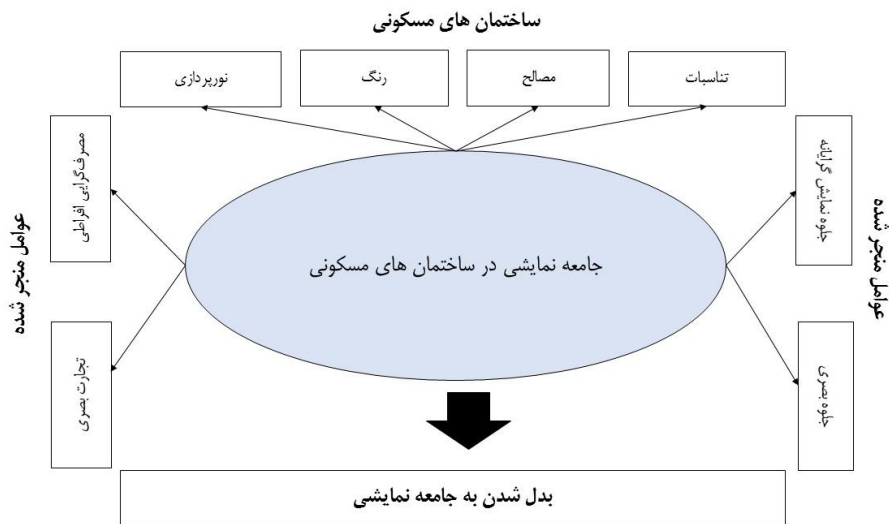 ساختمان های مسکونی
تناسبات
مصالح
رنگ
نورپردازی
جلوه نمایش گرایانه
عوامل منجر شده
جلوه بصری
جامعه نمایشی در ساختمان های مسکونی
مصرف‌گرایی افراطی
عوامل منجر شده
تجارت بصری
بدل شدن به جامعه نمایشی